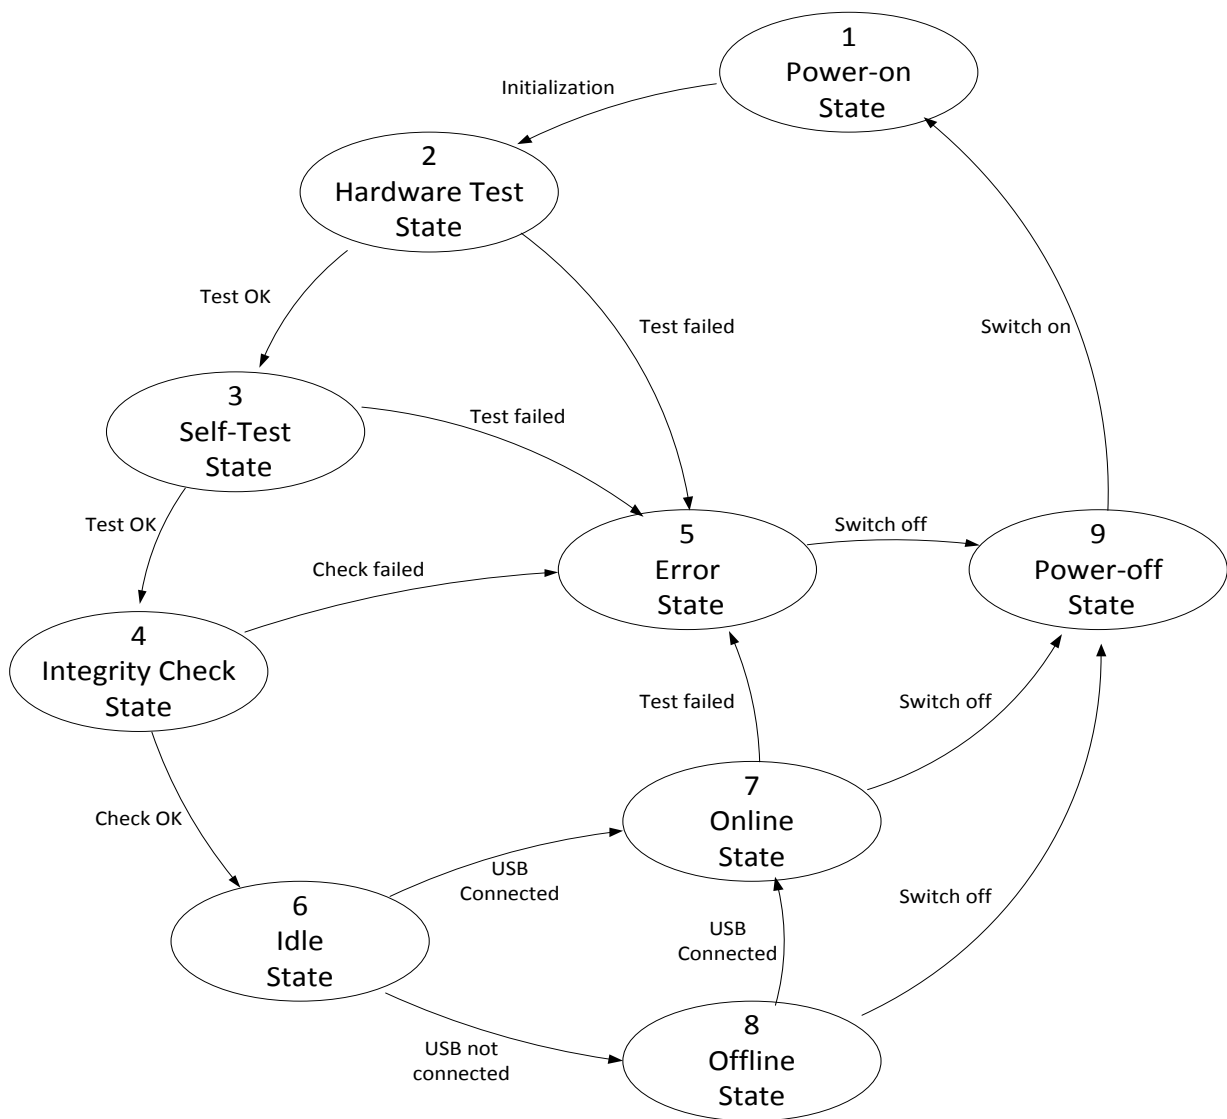 1
Power-on
State
Initialization
2
Hardware Test
State
Test OK
Test failed
Switch on
3
Self-Test
State
Test failed
Test OK
5
Error
State
Switch off
9
Power-off
State
Check failed
4
Integrity Check
State
Test failed
Switch off
Check OK
7
Online
State
USB
Connected
6
Idle
State
USB
Connected
Switch off
USB not
connected
8
Offline
State